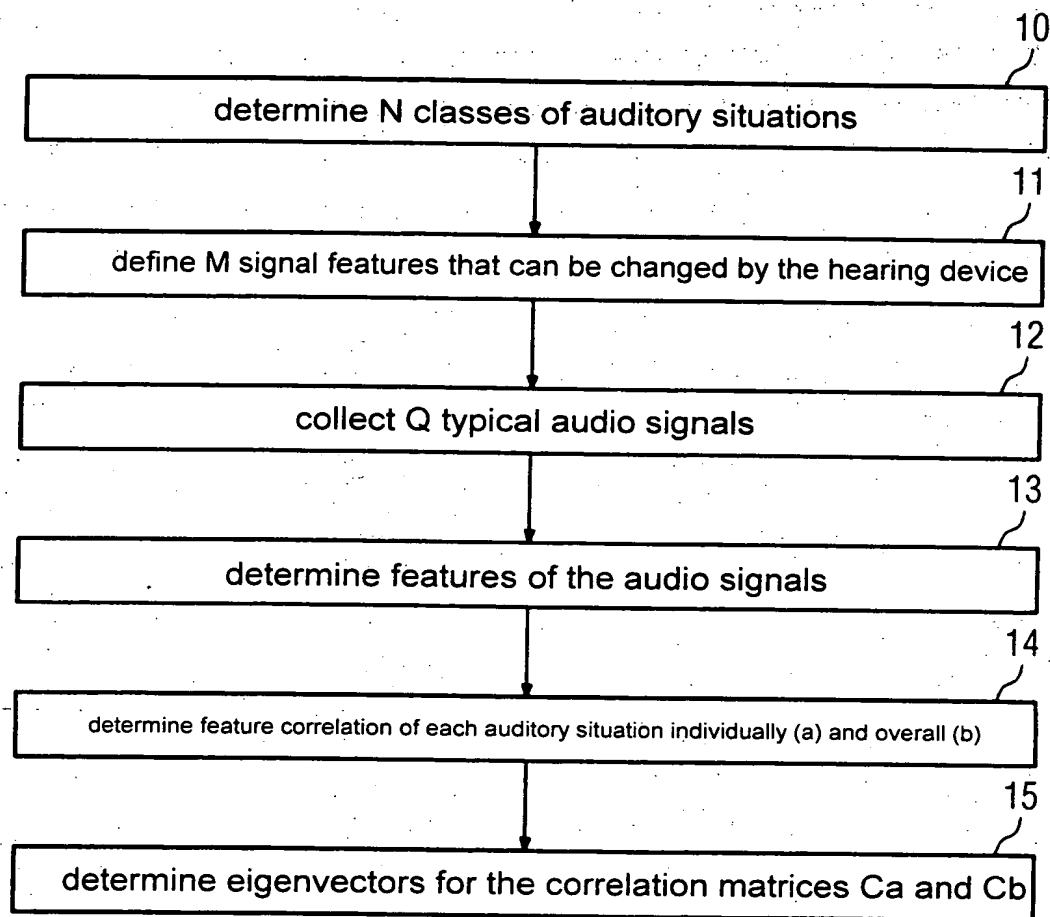 10
determine N classes of auditory situations
11
define M signal features that can be changed by the hearing device
12
collect Q typical audio signals
13
determine features of the audio signals
14
determine feature correlation of each auditory situation individually (a) and overall (b)
15
determine eigenvectors for the correlation matrices Ca and Cb